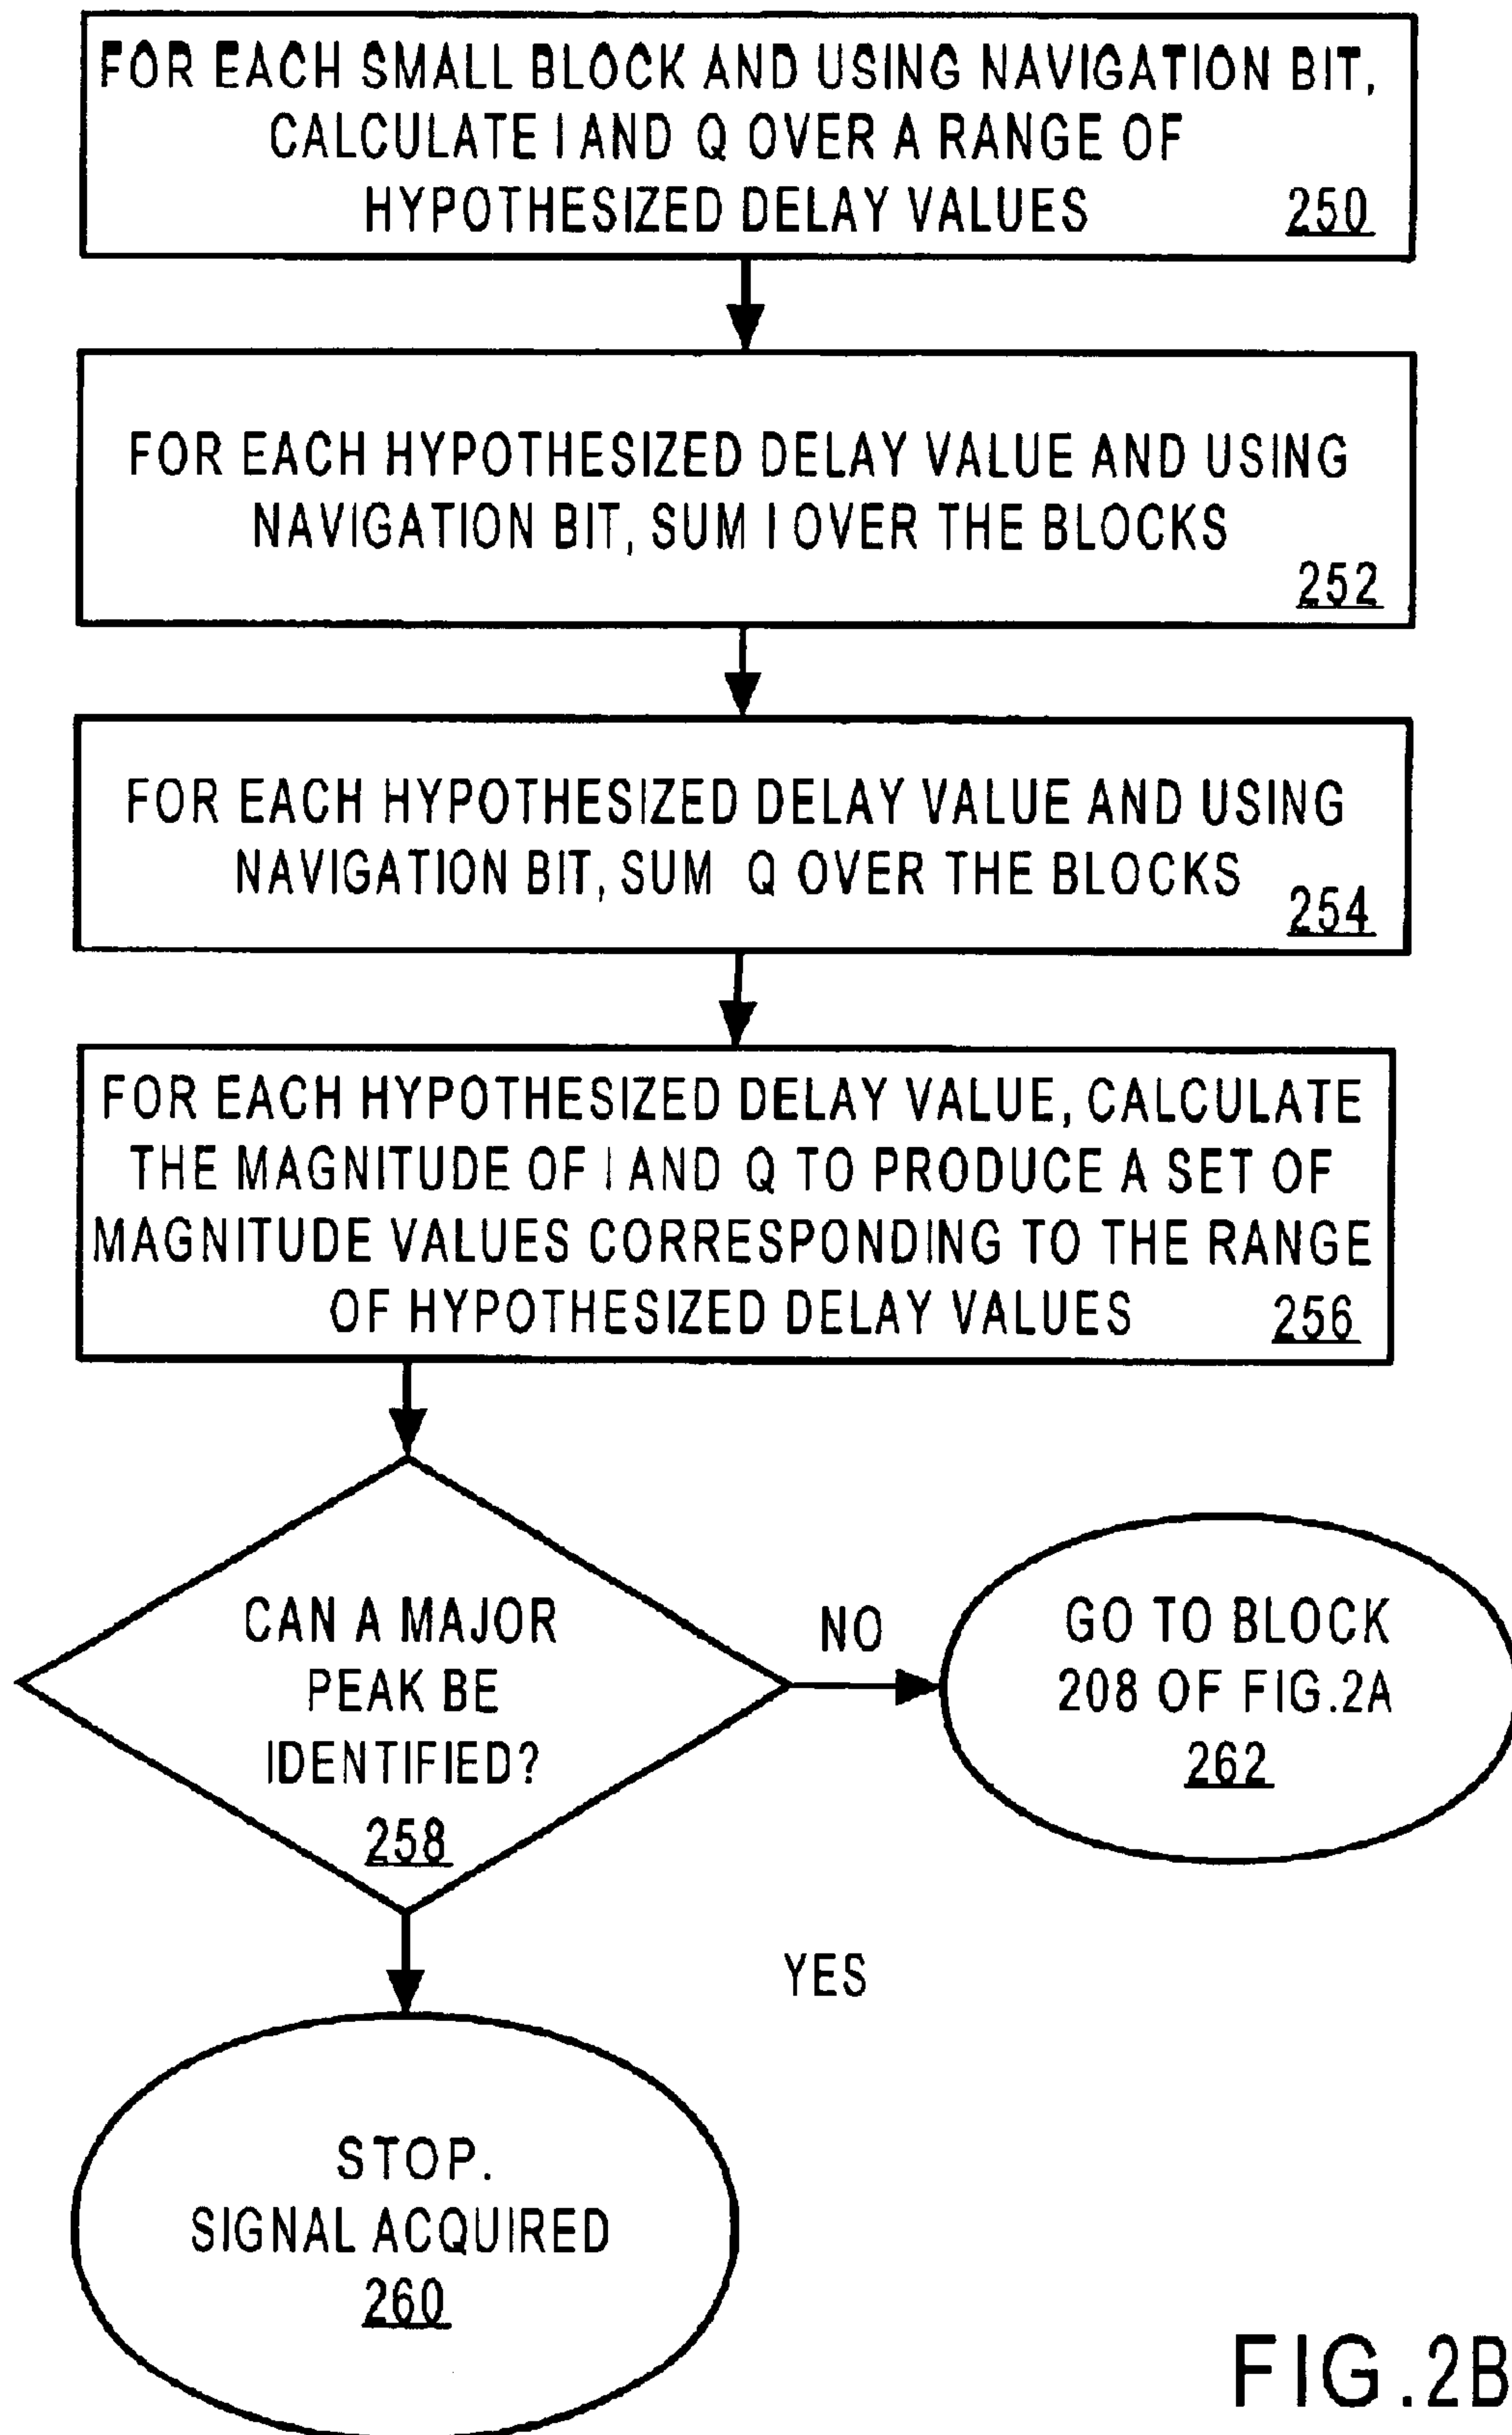 FOR EACH SMALL BLOCK AND USING NAVIGATION BIT,
CALCULATE I AND Q OVER A RANGE OF
HYPOTHESIZED DELAY VALUES 250
FOR EACH HYPOTHESIZED DELAY VALUE AND USING
NAVIGATION BIT, SUM I OVER THE BLOCKS
252
FOR EACH HYPOTHESIZED DELAY VALUE AND USING
NAVIGATION BIT, SUM Q OVER THE BLOCKS
254
FOR EACH HYPOTHESIZED DELAY VALUE, CALCULATE
THE MAGNITUDE OF I AND Q TO PRODUCE A SET OF
MAGNITUDE VALUES CORRESPONDING TO THE RANGE
OF HYPOTHESIZED DELAY VALUES 256
CAN A MAJOR
PEAK BE
IDENTIFIED?
258
NO
GO TO BLOCK
208 OF FIG.2A
262
YES
STOP.
SIGNAL ACQUIRED
260
FIG.2B